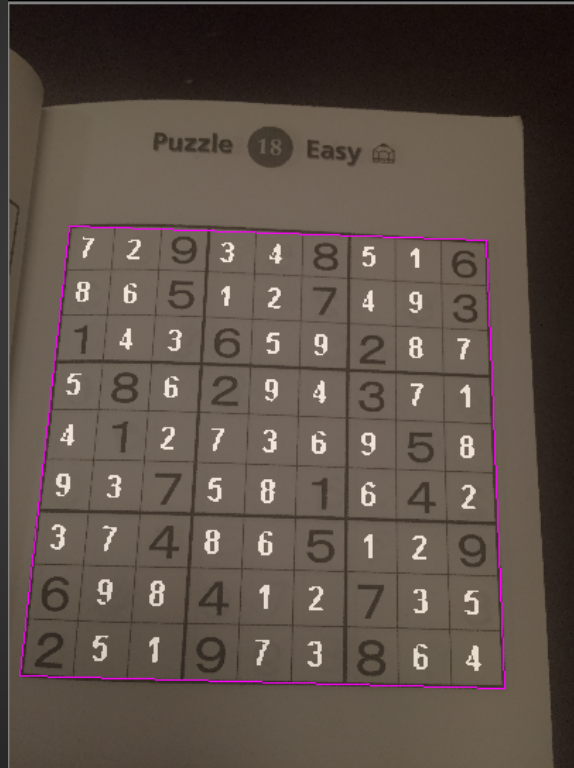 Puzzle 18 Easy
7 2 9 3 4 8 5 1 6
8 6 5 1 2 7 4 9 3
1 4 3 6 5 9 2 8 7
5 8 6 2 9 4 3 7 1
4 1 2 7 3 6 9 5 8
9 3 7 5 8 1 6 4 2
3 7 4 8 6 5 1 2 9
6 9 8 4 1 2 7 3 5
2 5 1 9 7 3 8 6 4